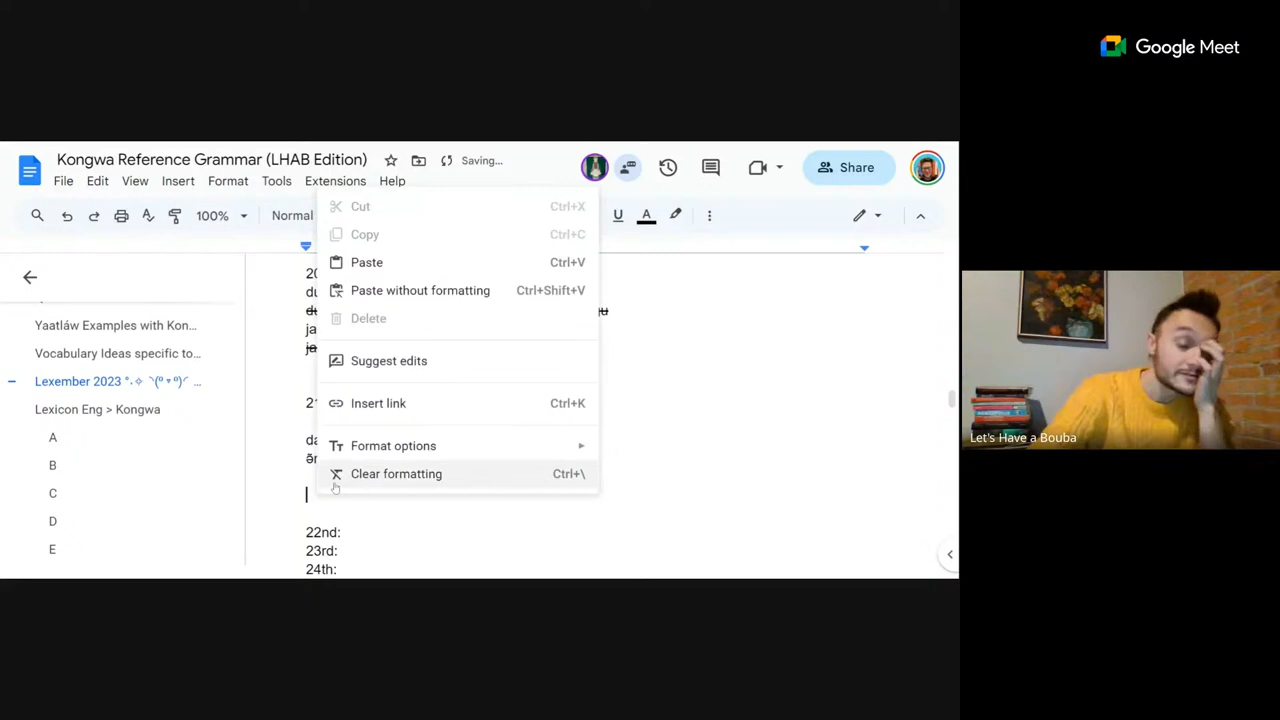 Google Meet
Kongwa Reference Grammar (LHAB Edition)
Saving...
File Edit View Insert Format Tools Extensions Help
Share
100%
Normal
U A
Cut Ctrl+X
Copy Ctrl+C
Paste Ctrl+V
Paste without formatting Ctrl+Shift+V
Delete
Suggest edits
Insert link Ctrl+K
Tт Format options
Clear formatting Ctrl+\
Yaatláw Examples with Kon...
Vocabulary Ideas specific to...
Lexember 2023 °˖✧ ◝(⁰▿⁰)◜ ...
Lexicon Eng > Kongwa
A
B
C
D
E
22nd:
23rd:
24th:
Let's Have a Bouba